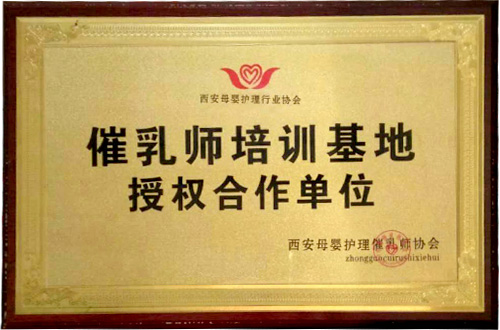 西安母婴护理行业协会
催乳师培训基地
授权合作单位
西安母婴护理催乳师协会
zhongguocuirushixiehui